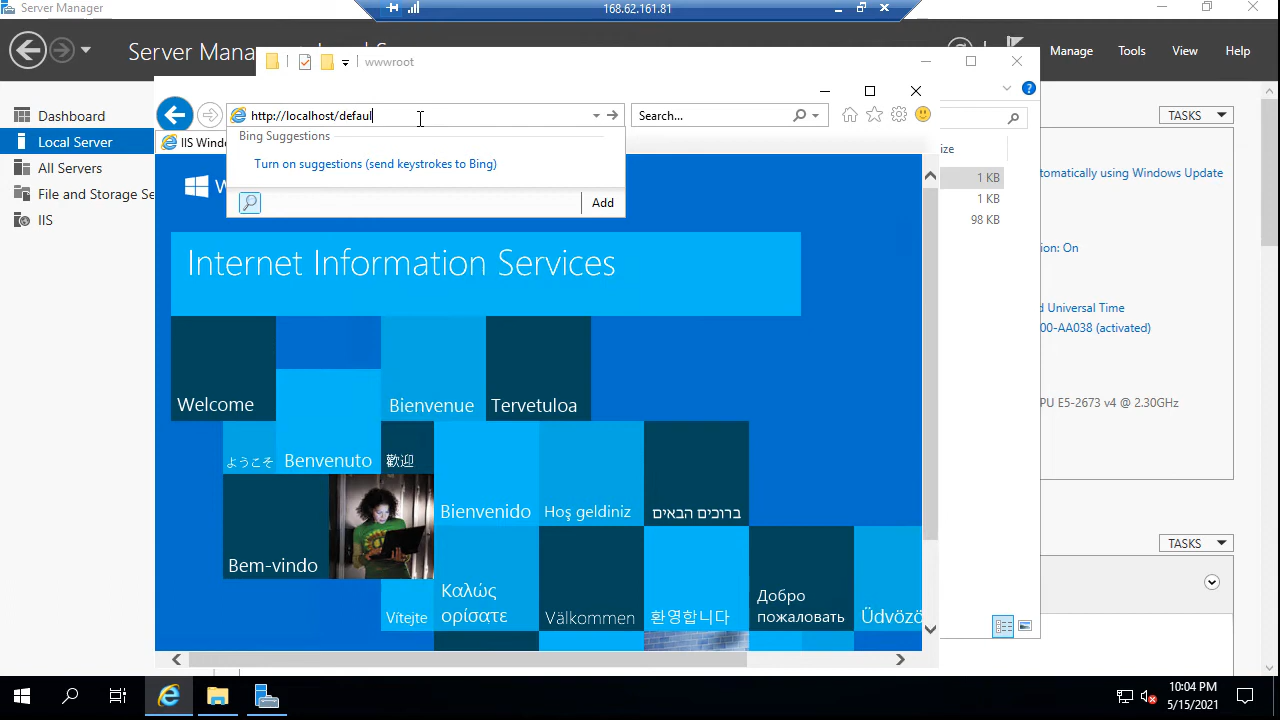 Server Manager
168.62.161.81
Server Manager
Manage
Tools
View
Help
wwwroot
http://localhost/defaul
Search...
Bing Suggestions
Turn on suggestions (send keystrokes to Bing)
Add
IIS Windo
Dashboard
Local Server
All Servers
File and Storage Se
IIS
ize
1 KB
1 KB
98 KB
TASKS
utomatically using Windows Update
ion: On
d Universal Time
00-AA038 (activated)
PU E5-2673 v4 @ 2.30GHz
TASKS
W
Internet Information Services
Welcome
Bienvenue
Tervetuloa
ようこそ
Benvenuto
歡迎
Bienvenido
Hoş geldiniz
ברוכים הבאים
Bem-vindo
Vítejte
Καλώς
ορίσατε
Välkommen
환영합니다
Добро
пожаловать
Üdvözö
10:04 PM
5/15/2021